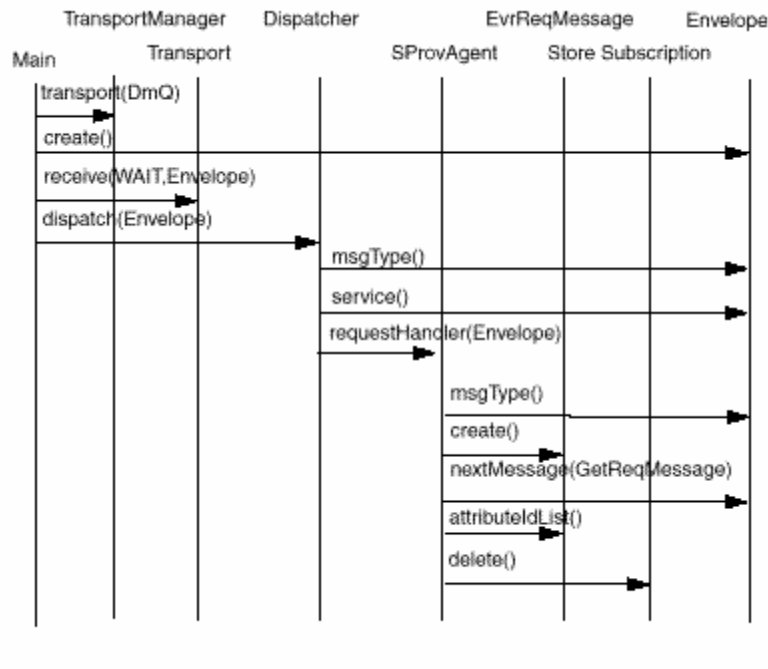 TransportManager Dispatcher EvrReqMessage Envelope
Main Transport SProvAgent Store Subscription
transport(DmQ)
create()
receive(WAIT,Envelope)
dispatch(Envelope)
msgType()
service()
requestHandler(Envelope)
msgType()
create()
nextMessage(GetReqMessage)
attributeIdList()
delete()